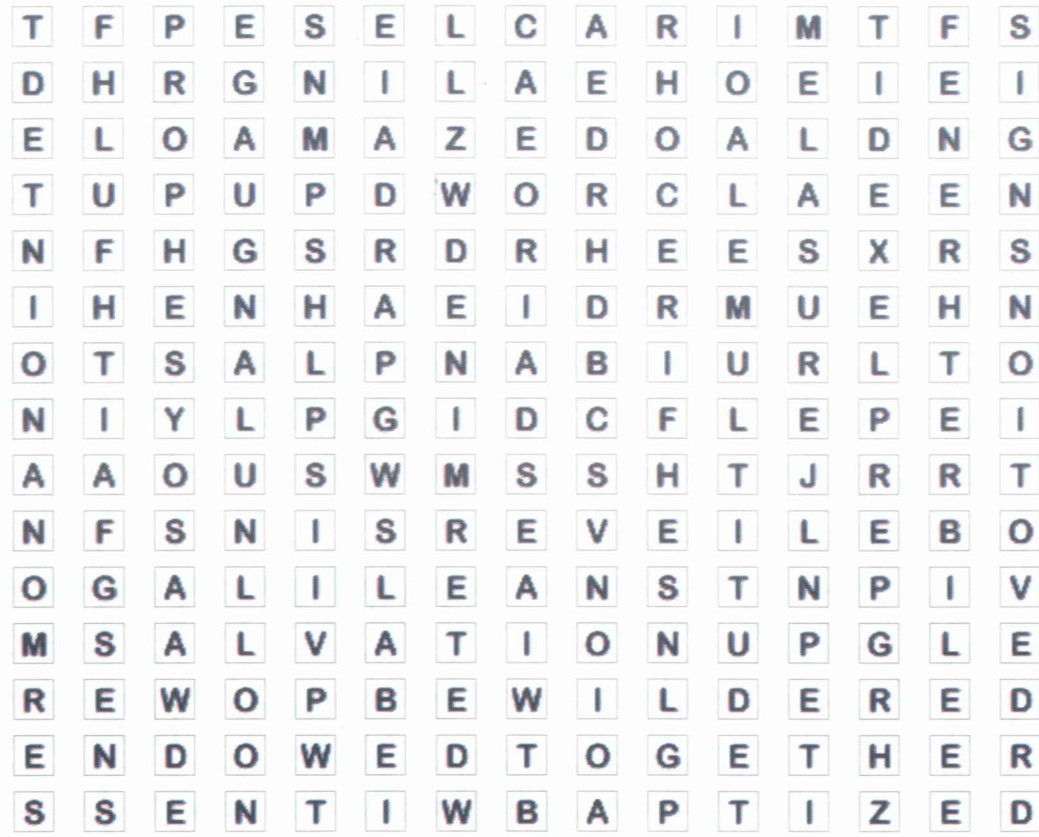 T F P E S E L C A R I M T F S
D H R G N I L A E H O E I E I
E L O A M A Z E D O A L D N G
T U P U P D W O R C L A E E N
N F H G S R D R H E E S X R S
I H E N H A E I D R M U E H N
O T S A L P N A B I U R L T O
N I Y L P G I D C F L E P E I
A A O U S W M S S H T J R R T
N F S N I S R E V E I L E B O
O G A L I L E A N S T N P I V
M S A L V A T I O N U P G L E
R E W O P B E W I L D E R E D
E N D O W E D T O G E T H E R
S S E N T I W B A P T I Z E D